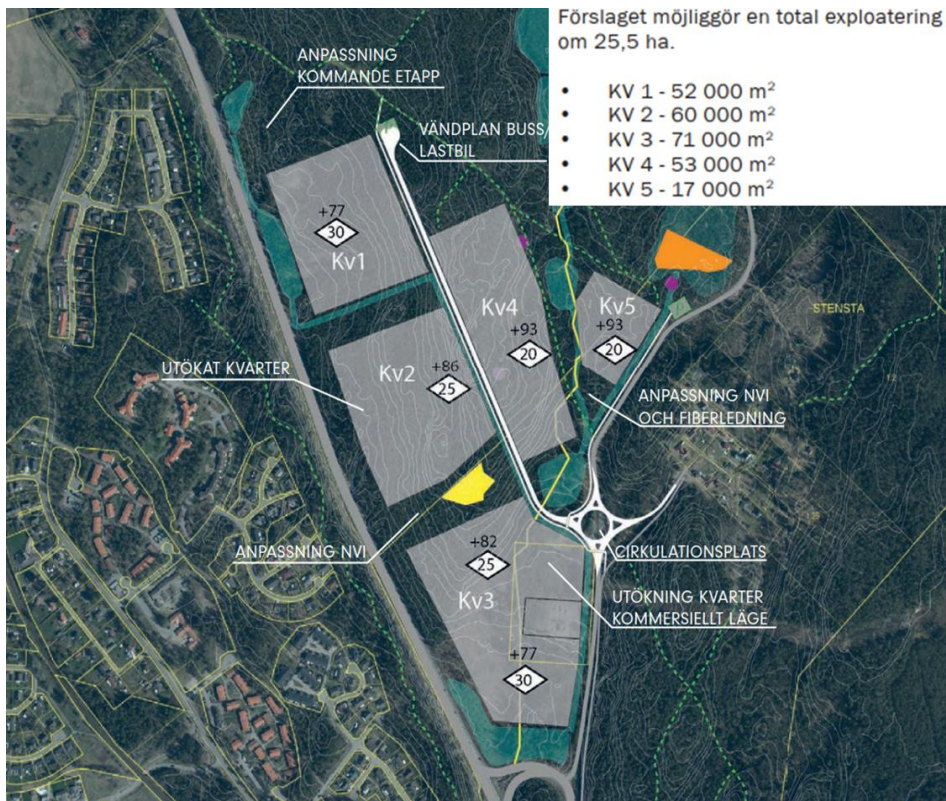 Förslaget möjliggör en total exploatering
om 25,5 ha.
• KV 1 - 52 000 m²
• KV 2 - 60 000 m²
• KV 3 - 71 000 m²
• KV 4 - 53 000 m²
• KV 5 - 17 000 m²
ANPASSNING
KOMMANDE ETAPP
VÄNDPLAN BUSS/
LASTBIL
+77
30
Kv1
Kv4
+93
20
Kv5
+93
20
STENSTA
UTÖKAT KVARTER
Kv2
+86
25
ANPASSNING NVI
OCH FIBERLEDNING
ANPASSNING NVI
CIRKULATIONSPLATS
+82
25
Kv3
UTÖKNING KVARTER
KOMMERSIELLT LÄGE
+77
30